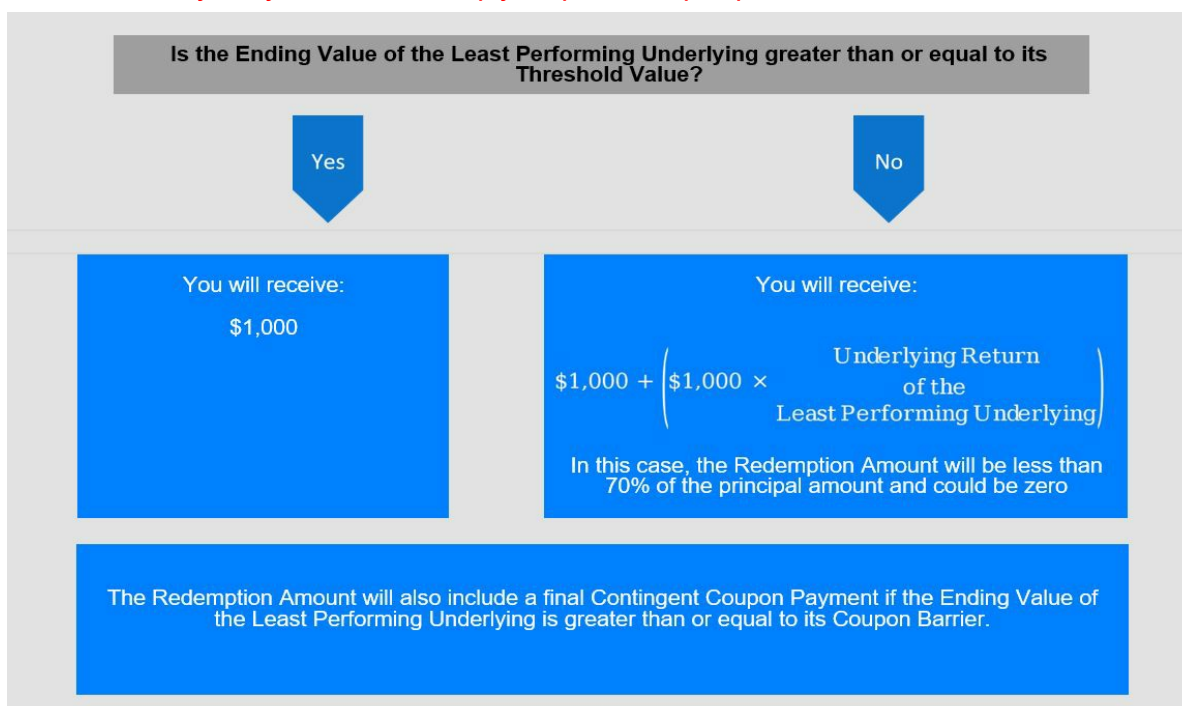 Is the Ending Value of the Least Performing Underlying greater than or equal to its
Threshold Value?
Yes
No
You will receive:
$1,000
You will receive:
Underlying Return
$1,000 + ($1,000 × of the
Least Performing Underlying)
In this case, the Redemption Amount will be less than
70% of the principal amount and could be zero
The Redemption Amount will also include a final Contingent Coupon Payment if the Ending Value of
the Least Performing Underlying is greater than or equal to its Coupon Barrier.